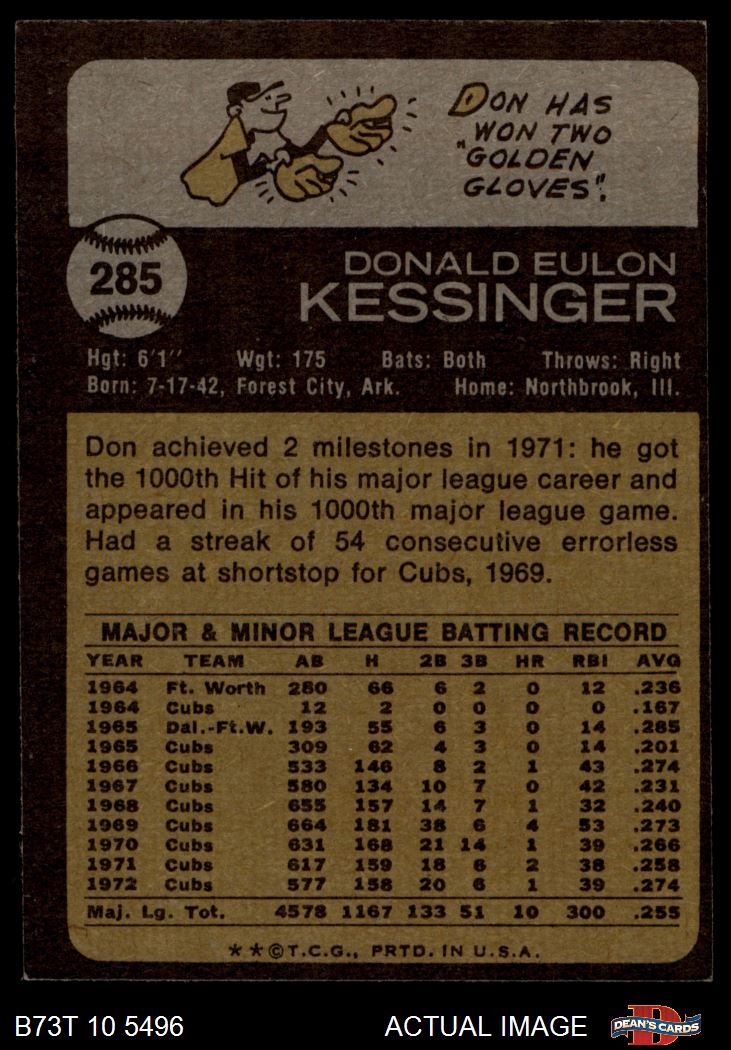 DON HAS
WON TWO
"GOLDEN
GLOVES".
285
DONALD EULON
KESSINGER
Hgt: 6'1" Wgt: 175 Bats: Both Throws: Right
Born: 7-17-42, Forest City, Ark. Home: Northbrook, Ill.
Don achieved 2 milestones in 1971: he got
the 1000th Hit of his major league career and
appeared in his 1000th major league game.
Had a streak of 54 consecutive errorless
games at shortstop for Cubs, 1969.
MAJOR & MINOR LEAGUE BATTING RECORD
YEAR TEAM AB H 2B 3B HR RBI AVG
1964 Ft. Worth 280 66 6 2 0 12 .236
1964 Cubs 12 2 0 0 0 0 .167
1965 Dal.-Ft.W. 193 55 6 3 0 14 .285
1965 Cubs 309 62 4 3 0 14 .201
1966 Cubs 533 146 8 2 1 43 .274
1967 Cubs 580 134 10 7 0 42 .231
1968 Cubs 655 157 14 7 1 32 .240
1969 Cubs 664 181 38 6 4 53 .273
1970 Cubs 631 168 21 14 1 39 .266
1971 Cubs 617 159 18 6 2 38 .258
1972 Cubs 577 158 20 6 1 39 .274
Maj. Lg. Tot. 4578 1167 133 51 10 300 .255
**©T.C.G., PRTD. IN U.S.A.
B73T 10 5496 ACTUAL IMAGE
DEAN'S CARDS